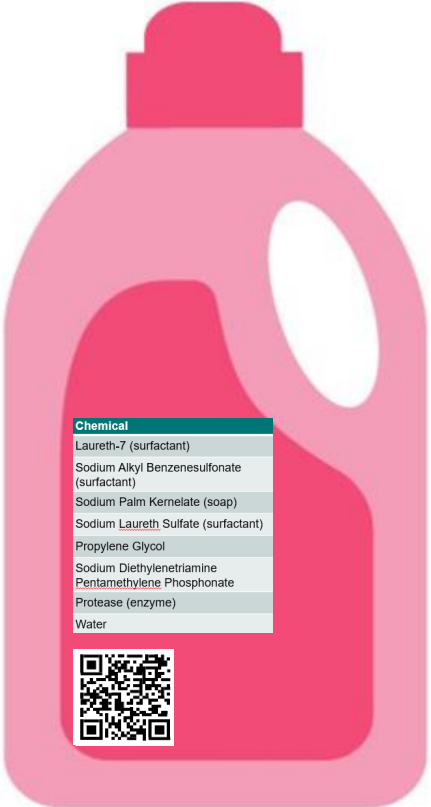 Chemical
Laureth-7 (surfactant)
Sodium Alkyl Benzenesulfonate
(surfactant)
Sodium Palm Kernelate (soap)
Sodium Laureth Sulfate (surfactant)
Propylene Glycol
Sodium Diethylenetriamine
Pentamethylene Phosphonate
Protease (enzyme)
Water